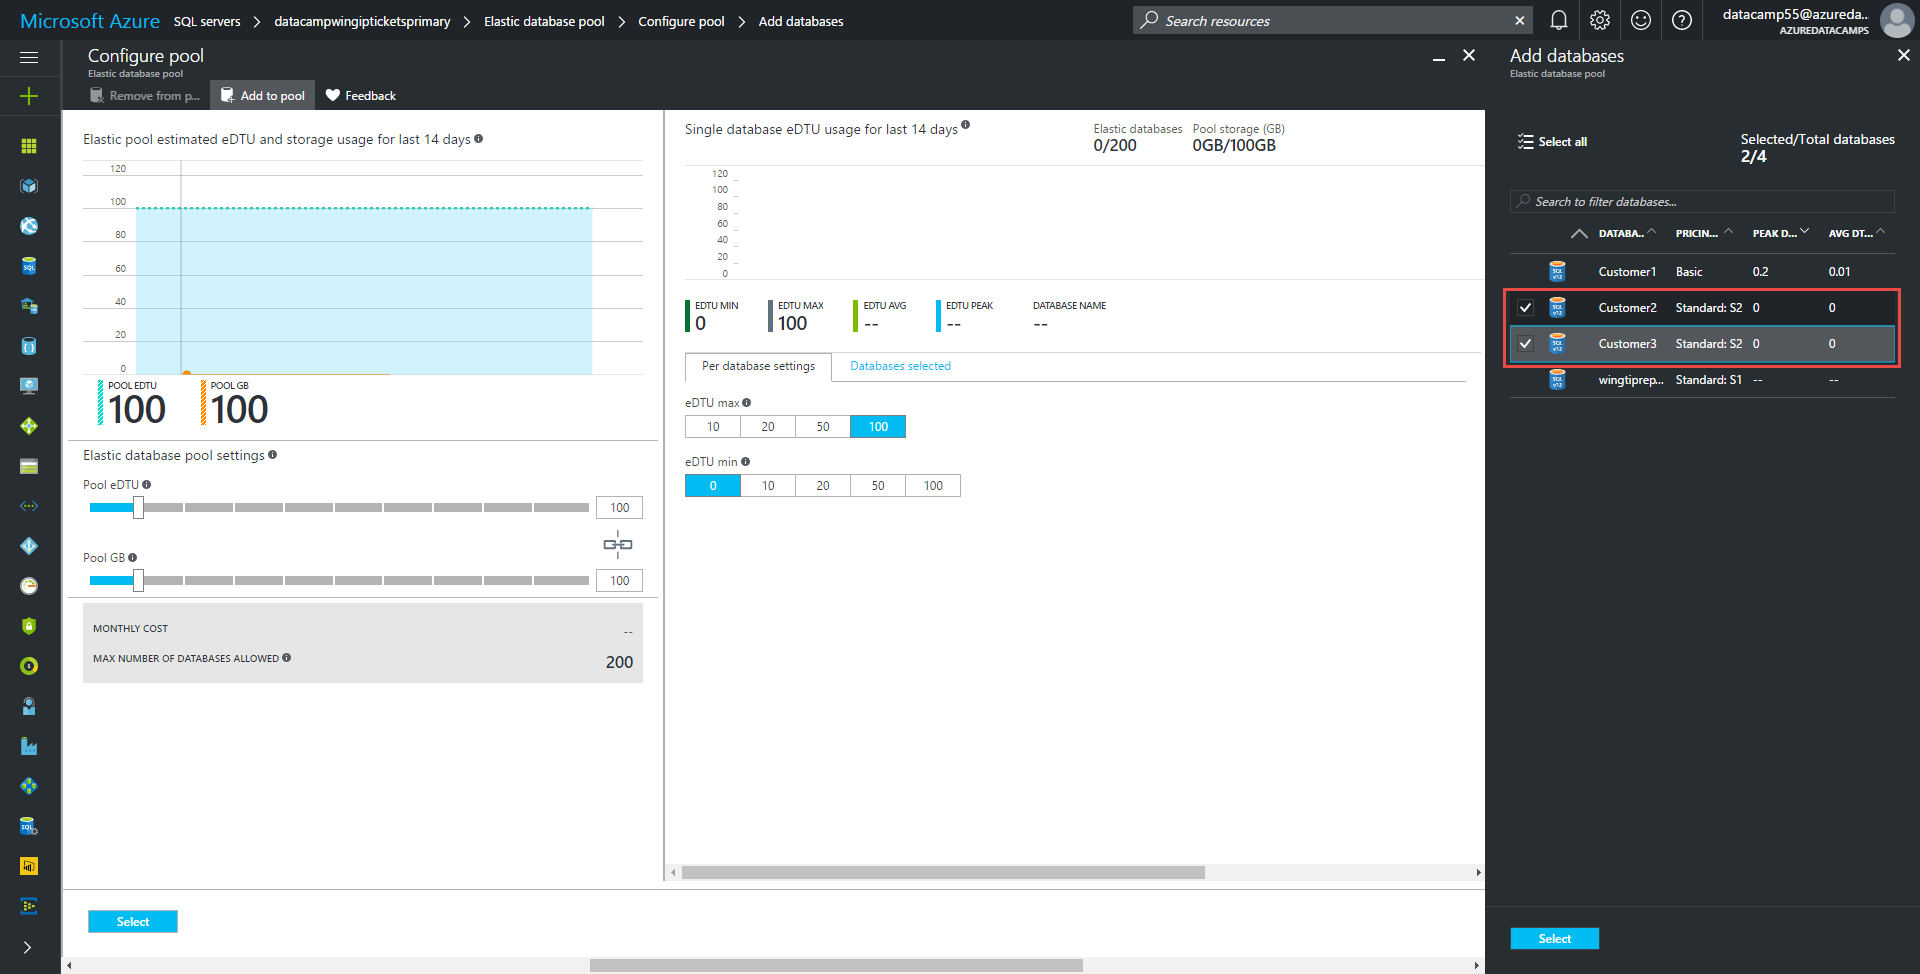 Microsoft Azure SQL servers > datacampwingipticketsprimary > Elastic database pool > Configure pool > Add databases
Search resources
datacamp55@azureda...
AZUREDATACAMPS
Configure pool
Elastic database pool
Remove from p...
Add to pool
Feedback
Elastic pool estimated eDTU and storage usage for last 14 days
120
100
80
60
40
20
0
POOL EDTU
100
POOL GB
100
Elastic database pool settings
Pool eDTU
100
Pool GB
100
MONTHLY COST --
MAX NUMBER OF DATABASES ALLOWED 200
Select
Single database eDTU usage for last 14 days
Elastic databases
0/200
Pool storage (GB)
0GB/100GB
120
100
80
60
40
20
0
EDTU MIN
0
EDTU MAX
100
EDTU AVG
--
EDTU PEAK
--
DATABASE NAME
--
Per database settings
Databases selected
eDTU max
10 20 50 100
eDTU min
0 10 20 50 100
Add databases
Elastic database pool
Select all
Selected/Total databases
2/4
Search to filter databases...
DATABA.. PRICIN... PEAK D... AVG DT...
Customer1 Basic 0.2 0.01
Customer2 Standard: S2 0 0
Customer3 Standard: S2 0 0
wingtiprep... Standard: S1 -- --
Select